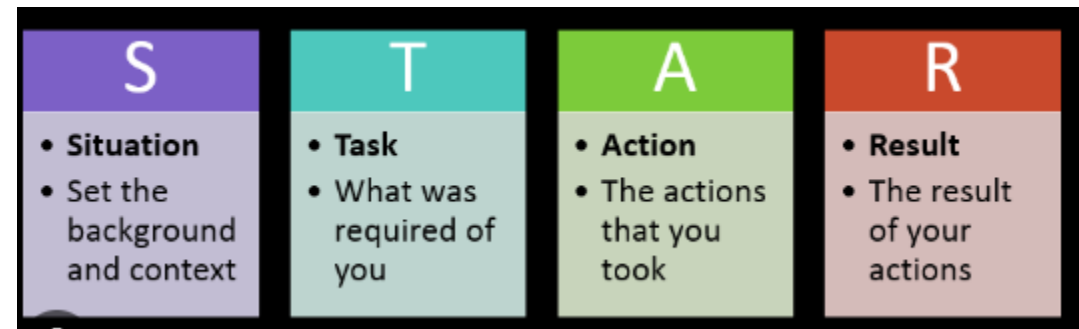 S
• Situation
• Set the
background
and context
T
• Task
• What was
required of
you
A
• Action
• The actions
that you
took
R
• Result
• The result
of your
actions